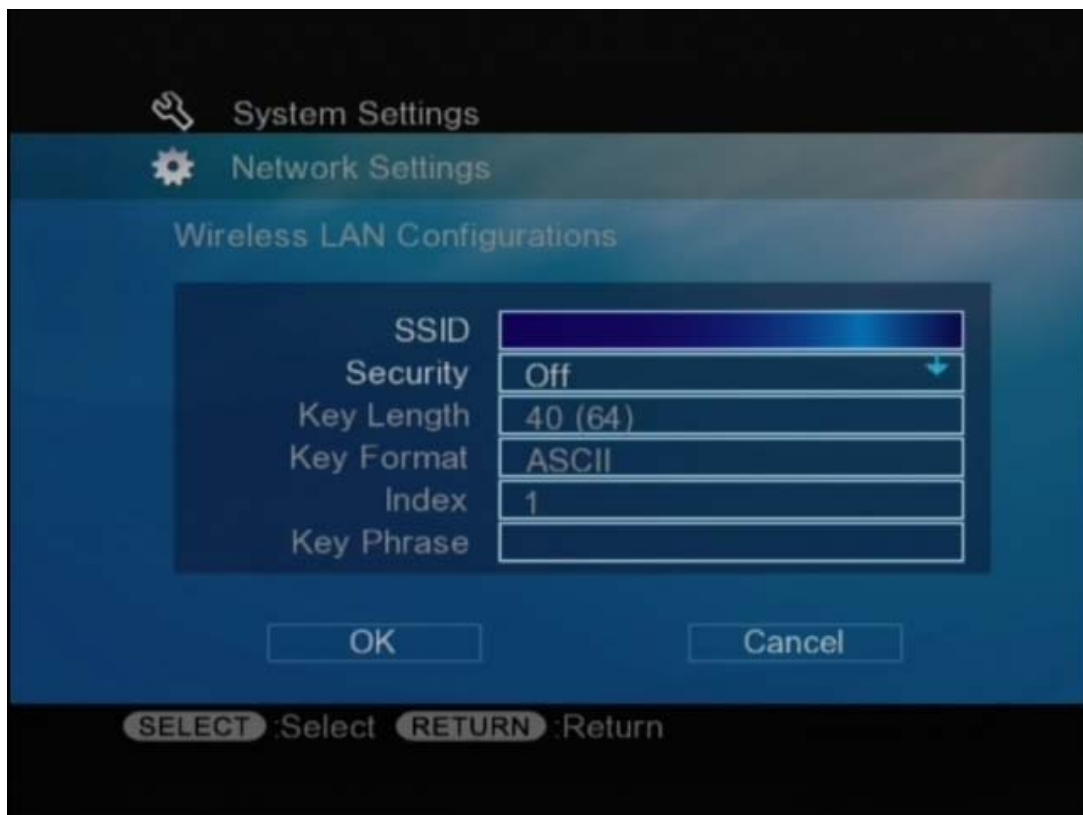 System Settings
Network Settings
Wireless LAN Configurations
SSID
Security Off
Key Length 40 (64)
Key Format ASCII
Index 1
Key Phrase
OK Cancel
SELECT :Select RETURN :Return